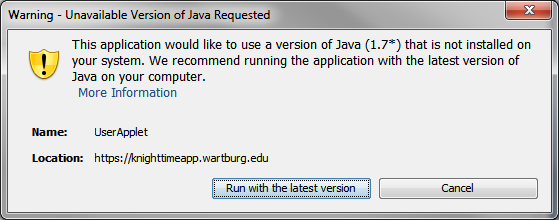 Warning - Unavailable Version of Java Requested
This application would like to use a version of Java (1.7*) that is not installed on
your system. We recommend running the application with the latest version of
Java on your computer.
More Information
Name: UserApplet
Location: https://knighttimeapp.wartburg.edu
Run with the latest version Cancel